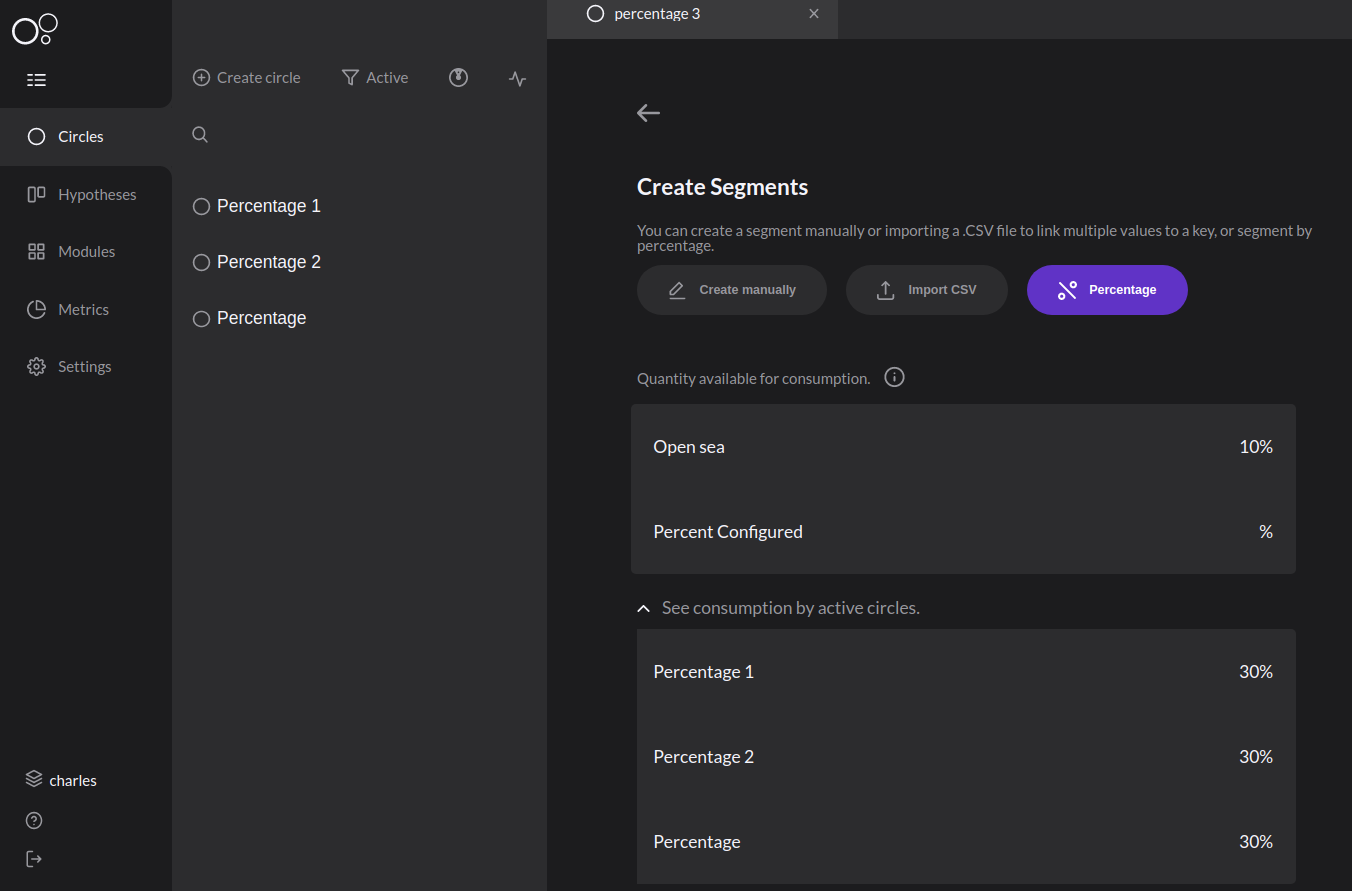 percentage 3
Create circle
Active
Circles
Hypotheses
Modules
Metrics
Settings
charles
Percentage 1
Percentage 2
Percentage
Create Segments
You can create a segment manually or importing a .CSV file to link multiple values to a key, or segment by
percentage.
Create manually
Import CSV
Percentage
Quantity available for consumption.
Open sea
10%
Percent Configured
%
See consumption by active circles.
Percentage 1
30%
Percentage 2
30%
Percentage
30%